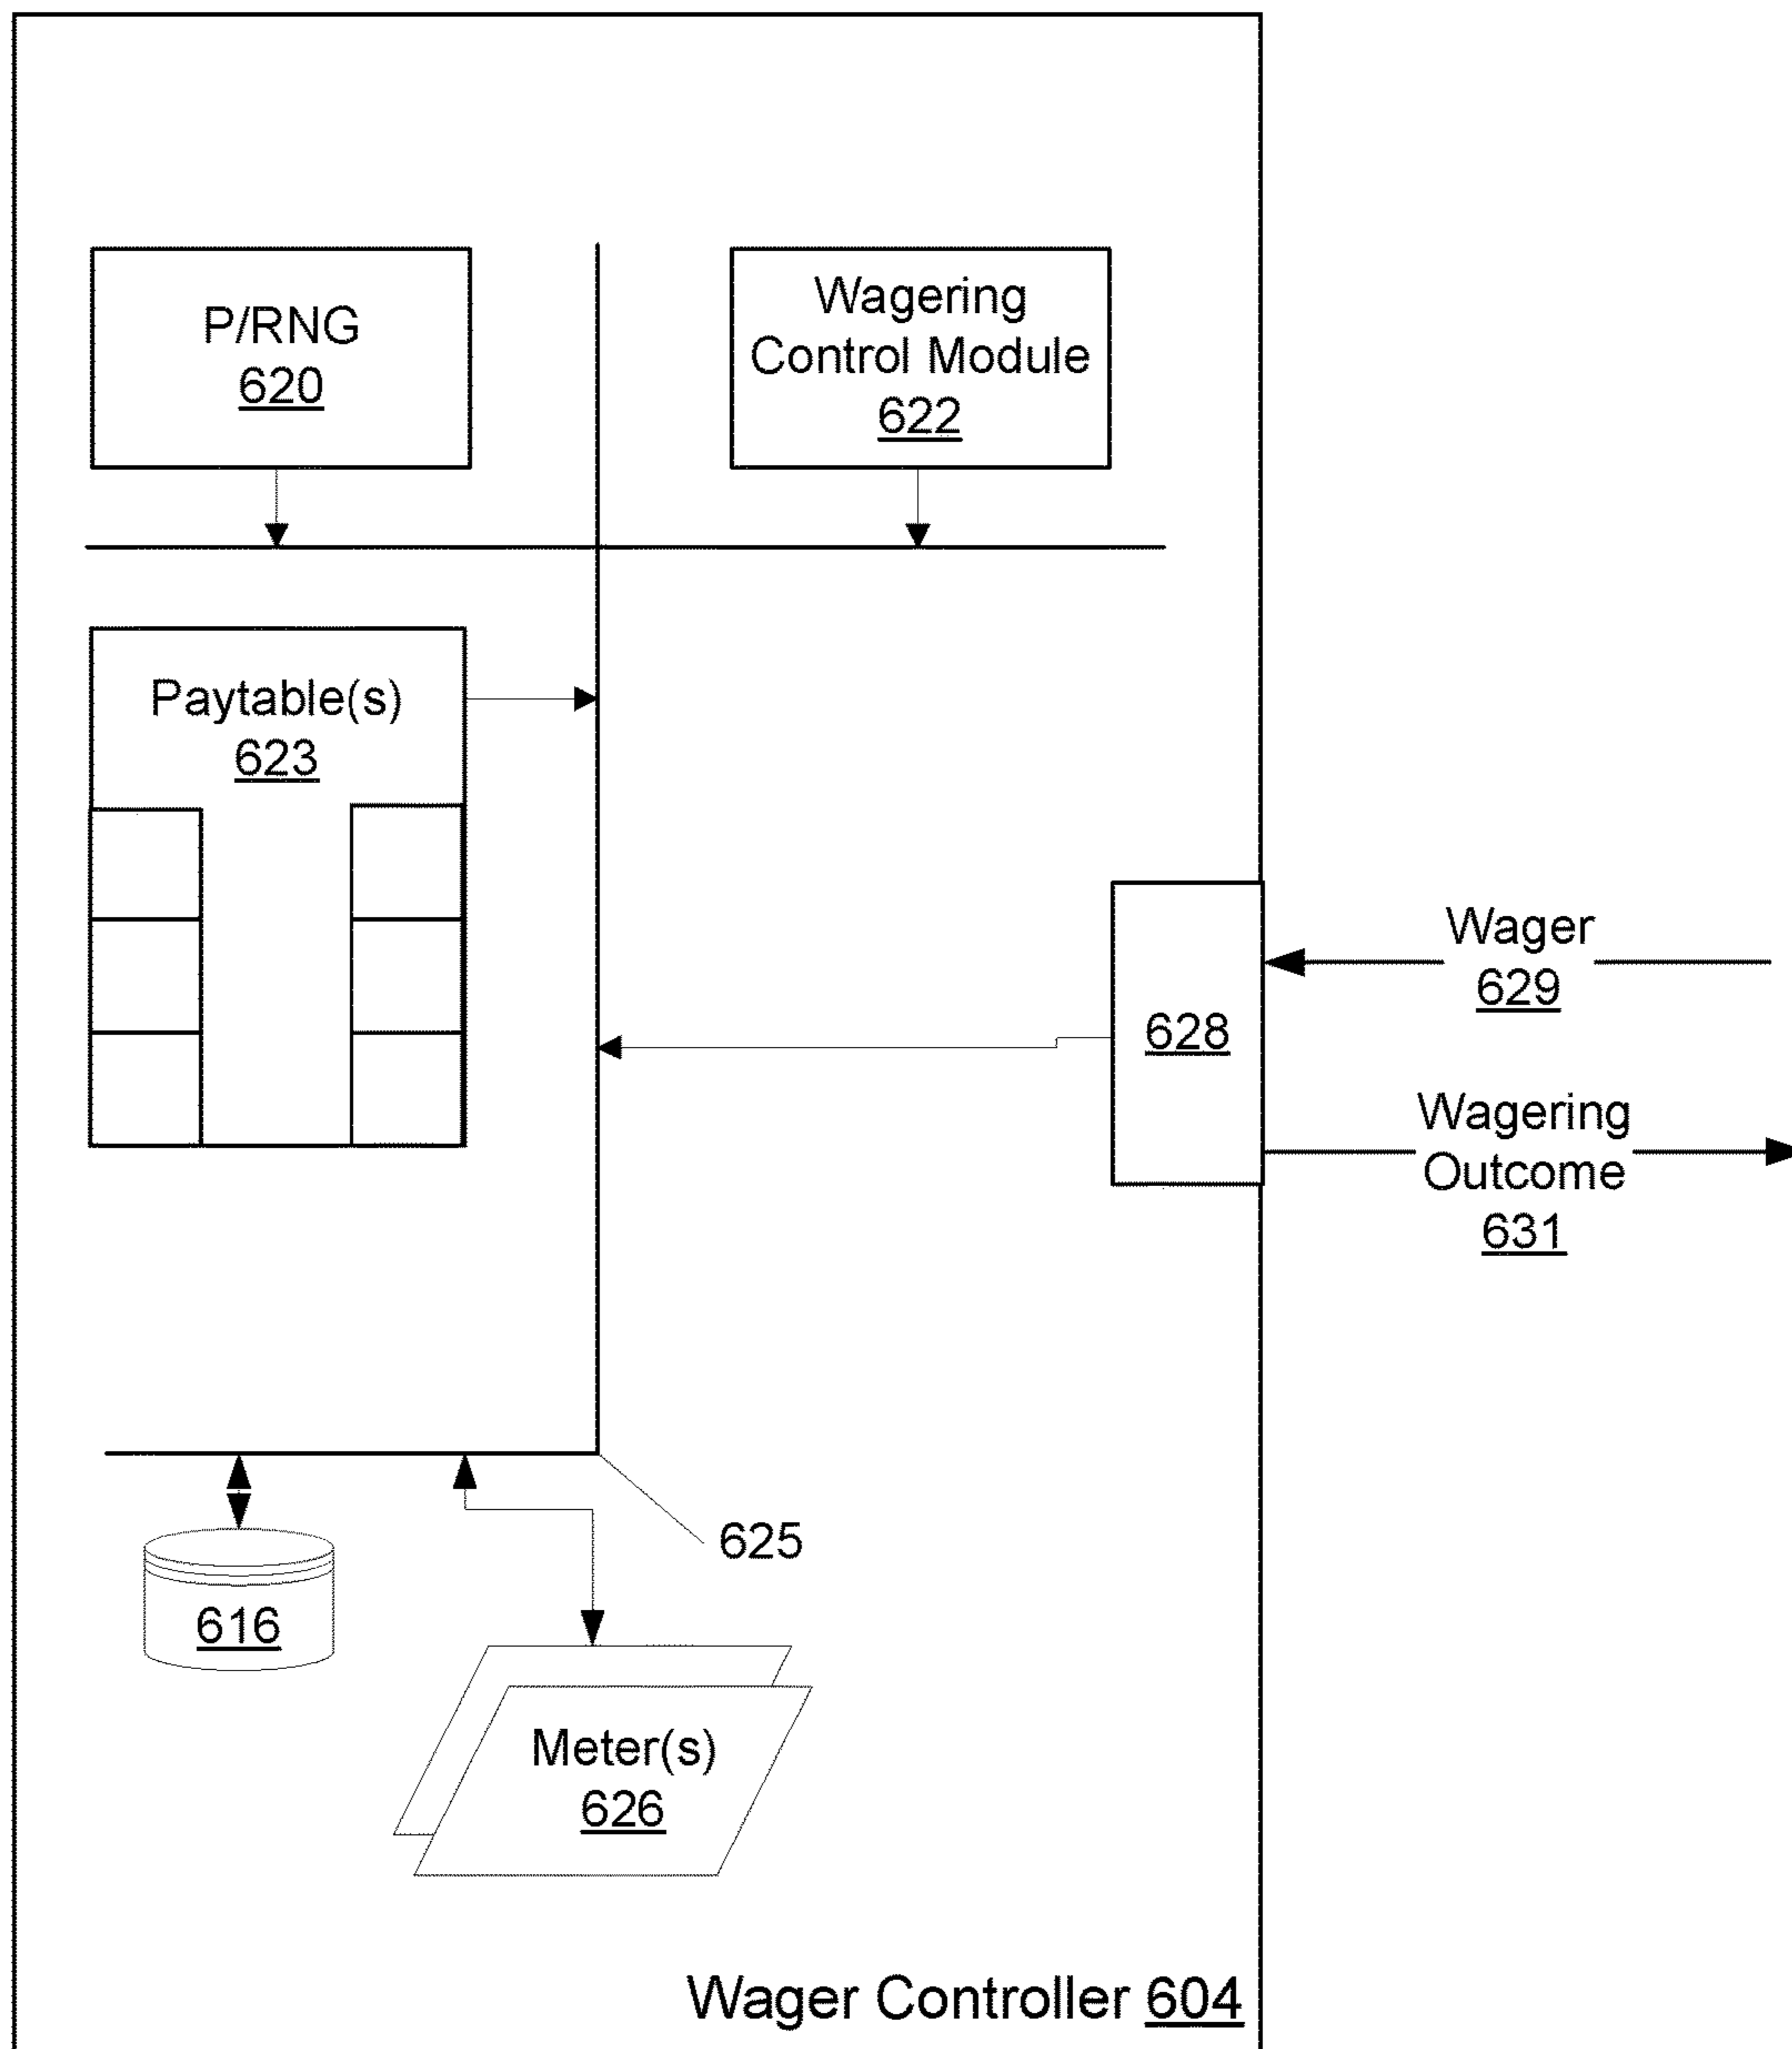 P/RNG
620
Wagering
Control Module
622
Paytable(s)
623
Wager
629
628
Wagering
Outcome
631
625
616
Meter(s)
626
Wager Controller 604